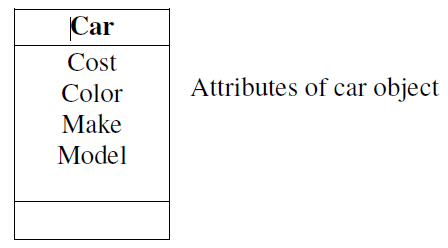 Car
Cost
Color
Make
Model
Attributes of car object